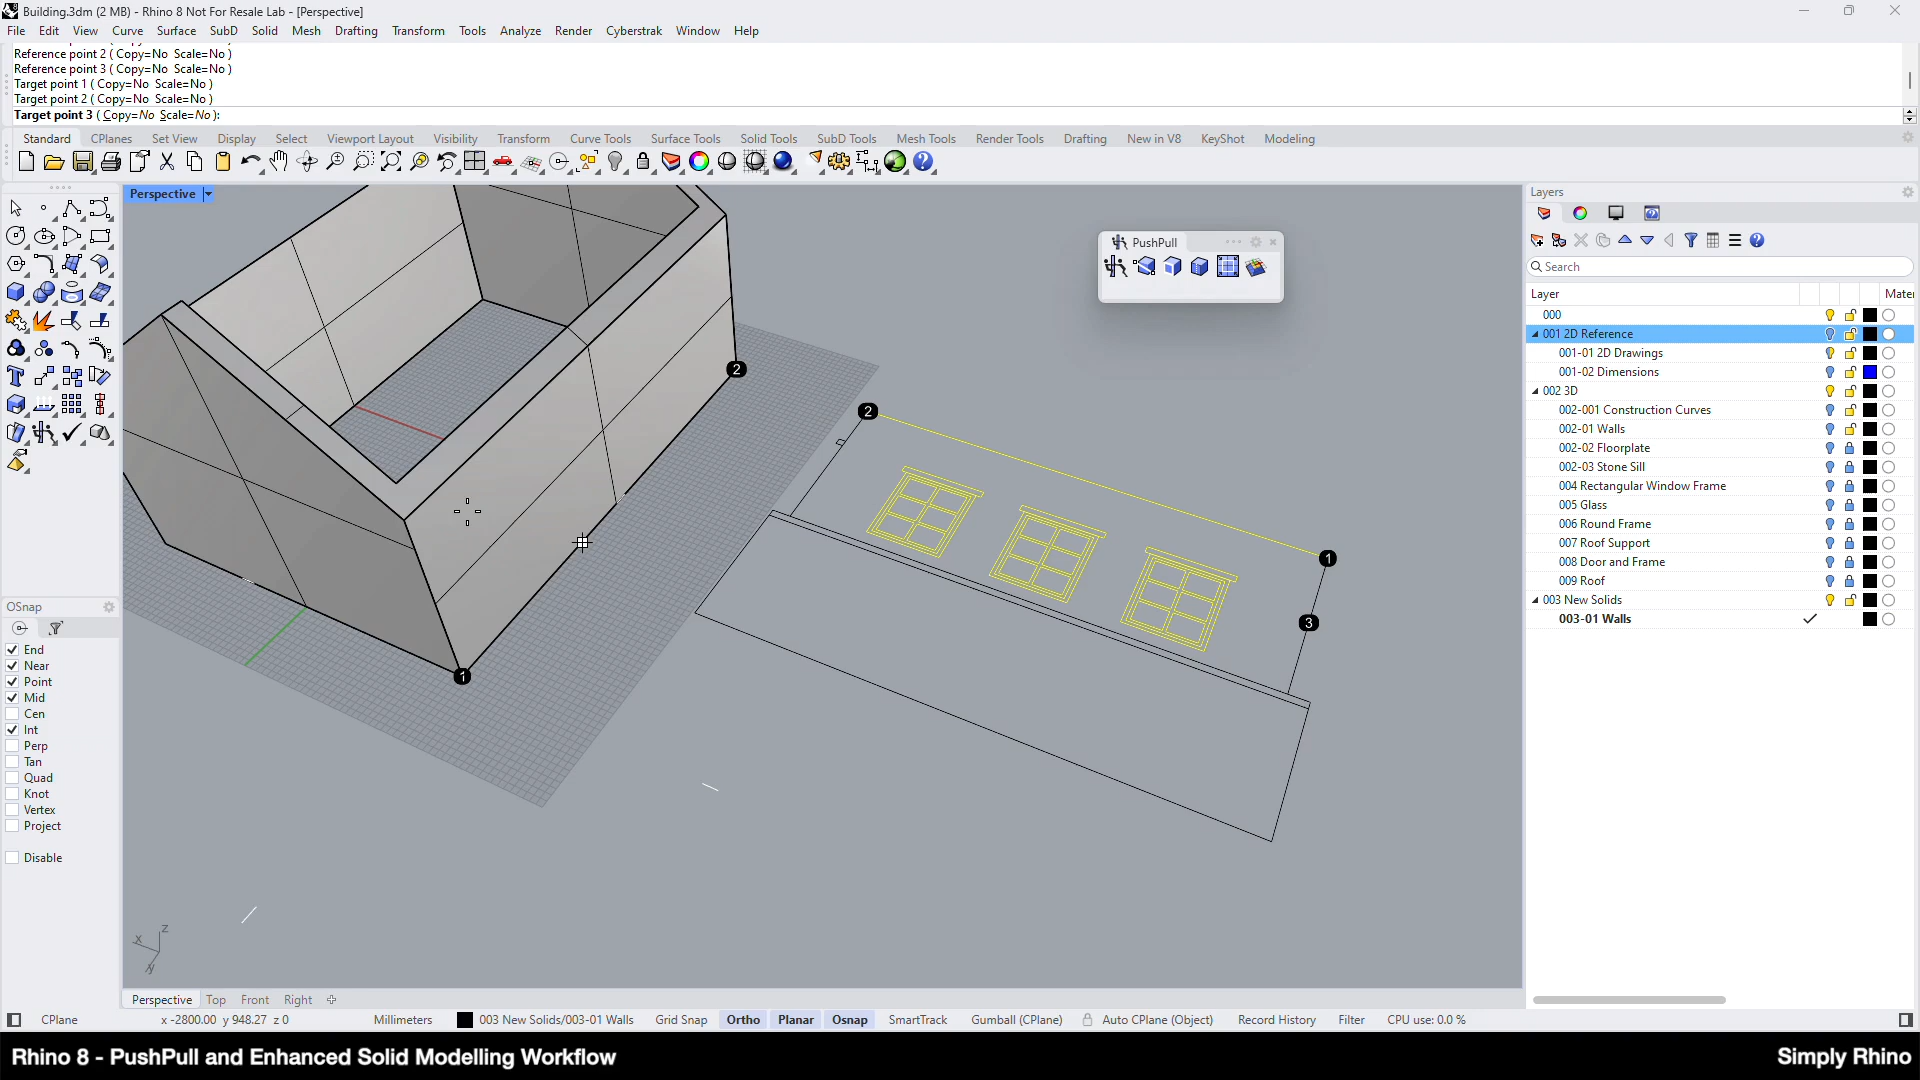 Building.3dm (2 MB) - Rhino 8 Not For Resale Lab - [Perspective]
File Edit View Curve Surface SubD Solid Mesh Drafting Transform Tools Analyze Render Cyberstrak Window Help
Reference point 2 ( Copy=No Scale=No )
Reference point 3 ( Copy=No Scale=No )
Target point 1 ( Copy=No Scale=No )
Target point 2 ( Copy=No Scale=No )
Target point 3 ( Copy=No Scale=No ):
Standard CPlanes Set View Display Select Viewport Layout Visibility Transform Curve Tools Surface Tools Solid Tools SubD Tools Mesh Tools Render Tools Drafting New in V8 KeyShot Modeling
Perspective
PushPull
2
2
1
3
1
z
x
y
OSnap
End
Near
Point
Mid
Cen
Int
Perp
Tan
Quad
Knot
Vertex
Project
Disable
Layers
Search
Layer Mater
000
001 2D Reference
001-01 2D Drawings
001-02 Dimensions
002 3D
002-001 Construction Curves
002-01 Walls
002-02 Floorplate
002-03 Stone Sill
004 Rectangular Window Frame
005 Glass
006 Round Frame
007 Roof Support
008 Door and Frame
009 Roof
003 New Solids
003-01 Walls
Perspective Top Front Right
CPlane x -2800.00 y 948.27 z 0 Millimeters 003 New Solids/003-01 Walls Grid Snap Ortho Planar Osnap SmartTrack Gumball (CPlane) Auto CPlane (Object) Record History Filter CPU use: 0.0 %
Rhino 8 - PushPull and Enhanced Solid Modelling Workflow
Simply Rhino